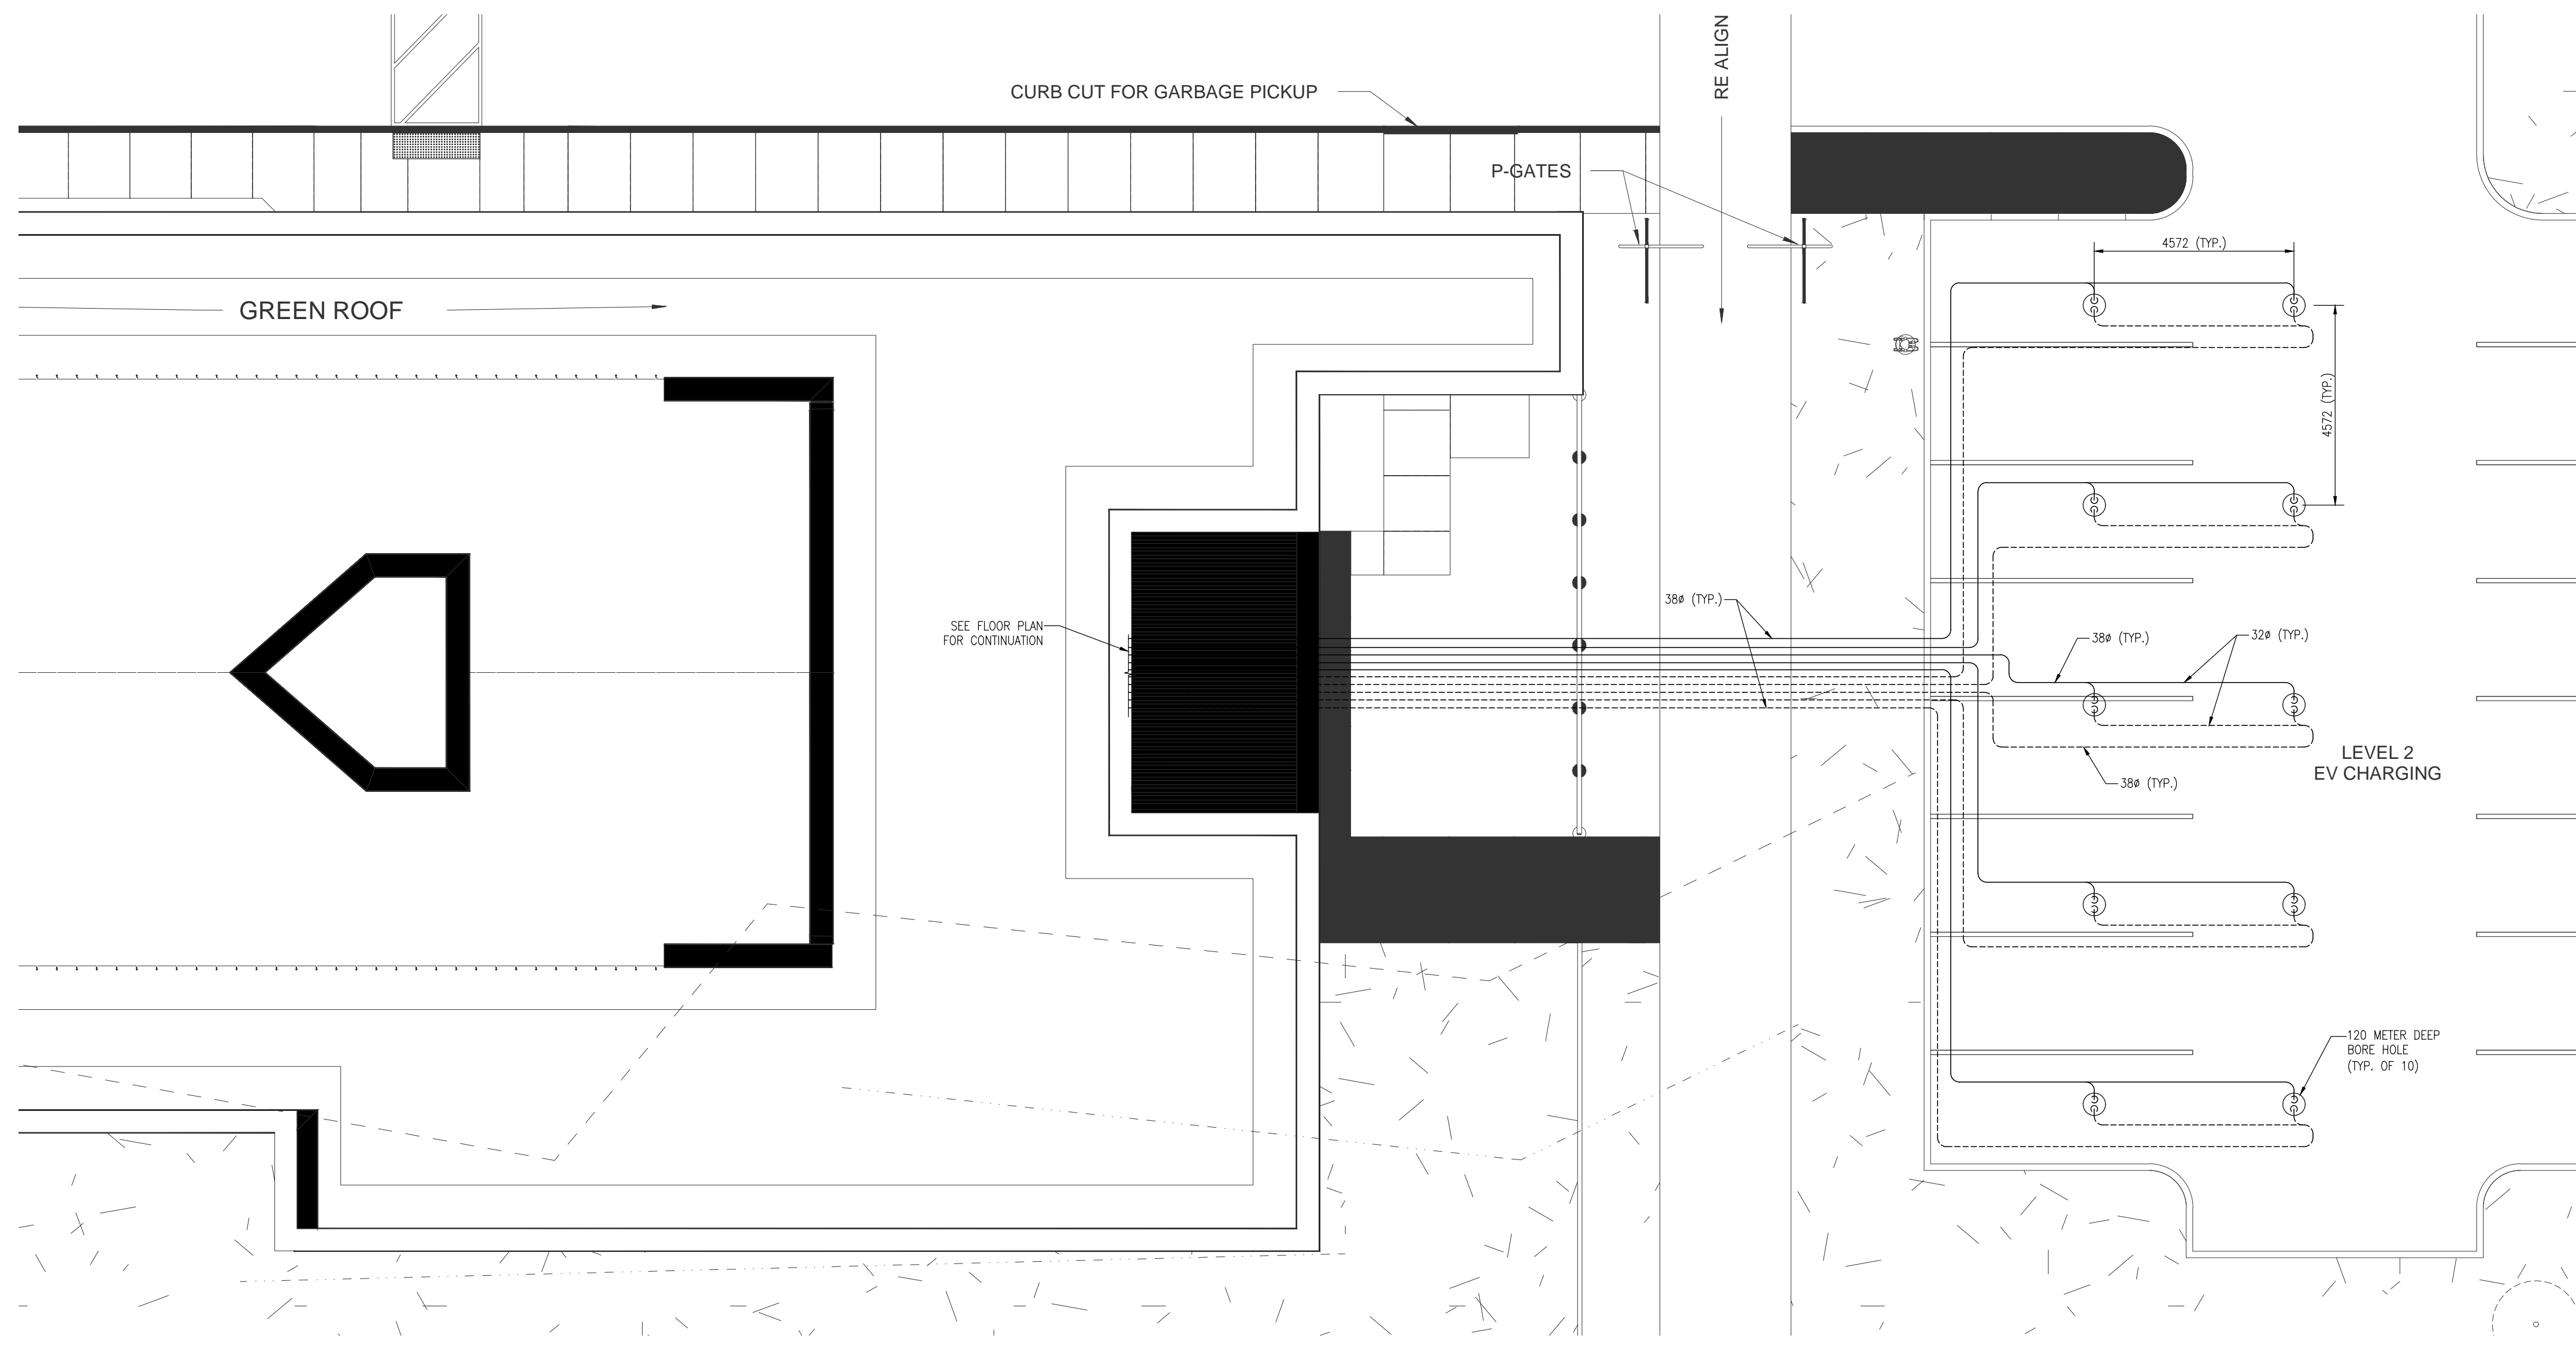 RE ALIGN
CURB CUT FOR GARBAGE PICKUP
P-GATES
4572 (TYP.)
GREEN ROOF
4572 (TYP.)
38ø (TYP.)
SEE FLOOR PLAN
FOR CONTINUATION
38ø (TYP.)
32ø (TYP.)
LEVEL 2
EV CHARGING
38ø (TYP.)
120 METER DEEP
BORE HOLE
(TYP. OF 10)